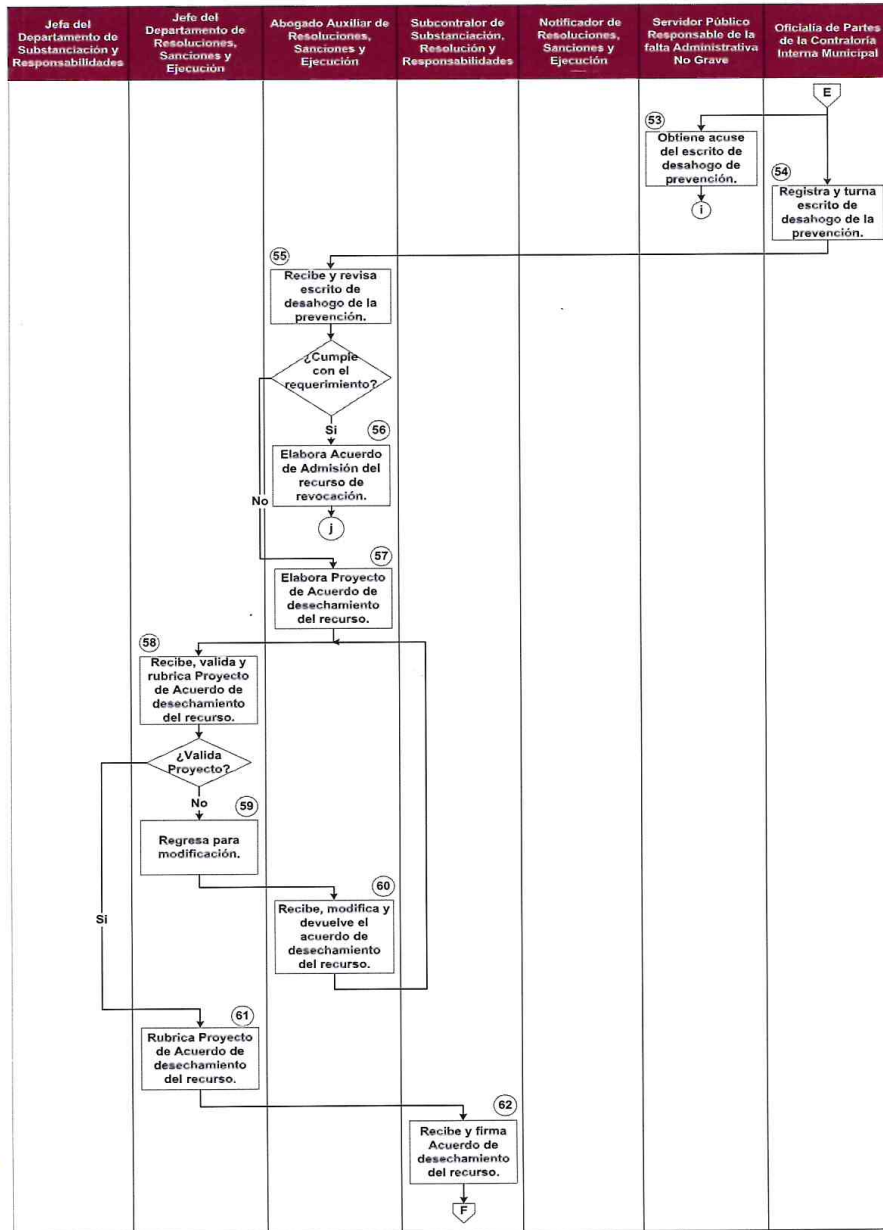 Jefa del
Departamento de
Substanciación y
Responsabilidades
Jefe del
Departamento de
Resoluciones,
Sanciones y
Ejecución
Abogado Auxiliar de
Resoluciones,
Sanciones y
Ejecución
Subcontralor de
Substanciación,
Resolución y
Responsabilidades
Notificador de
Resoluciones,
Sanciones y
Ejecución
Servidor Público
Responsable de la
falta Administrativa
No Grave
Oficialía de Partes
de la Contraloría
Interna Municipal
E
53
Obtiene acuse
del escrito de
desahogo de
prevención.
i
54
Registra y turna
escrito de
desahogo de la
prevención.
55
Recibe y revisa
escrito de
desahogo de la
prevención.
¿Cumple
con el
requerimiento?
Si
56
Elabora Acuerdo
de Admisión del
recurso de
revocación.
No
j
57
Elabora Proyecto
de Acuerdo de
desechamiento
del recurso.
58
Recibe, valida y
rubrica Proyecto
de Acuerdo de
desechamiento
del recurso.
¿Valida
Proyecto?
No
59
Regresa para
modificación.
60
Recibe, modifica y
devuelve el
acuerdo de
desechamiento
del recurso.
Si
61
Rubrica Proyecto
de Acuerdo de
desechamiento
del recurso.
62
Recibe y firma
Acuerdo de
desechamiento
del recurso.
F